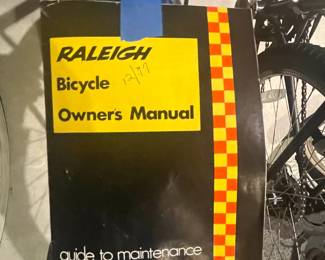 RALEIGH
Bicycle
Owner's Manual
guide to maintenance